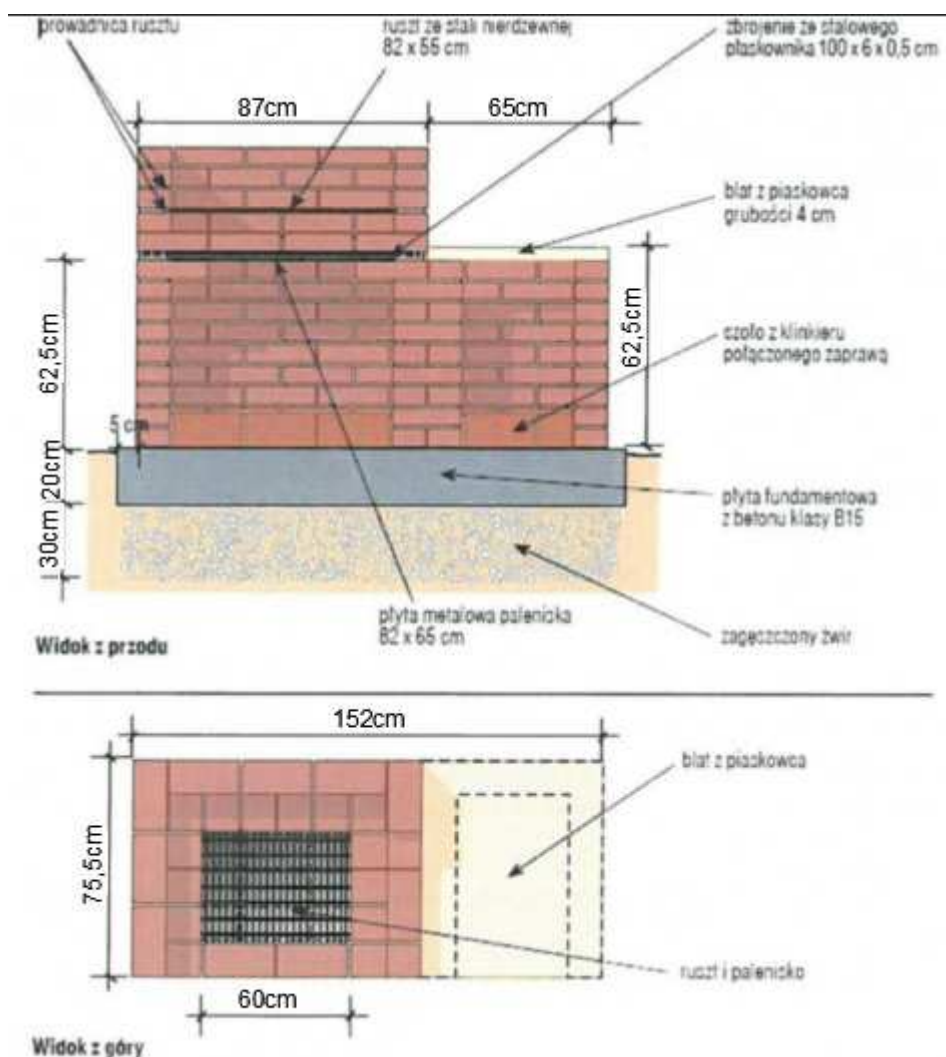 prowadnica rusztu
ruszt ze stali nierdzewnej
82 x 55 cm
zbrojenie ze stalowego
płaskownika 100 x 6 x 0,5 cm
87cm
65cm
blat z piaskowca
grubości 4 cm
62,5cm
62,5cm
czoło z klinkieru
połączonego zaprawą
5 cm
20cm
płyta fundamentowa
z betonu klasy B15
30cm
płyta metalowa paleniska
82 x 65 cm
zagęszczony żwir
Widok z przodu
152cm
blat z piaskowca
75,5cm
ruszt i palenisko
60cm
Widok z góry